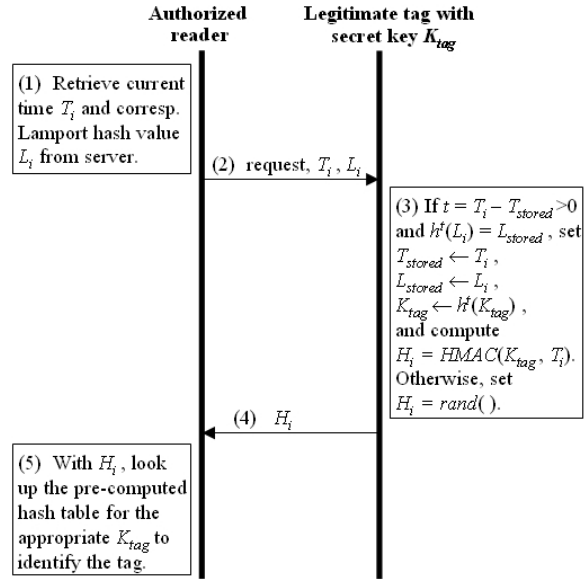 Authorized
reader
Legitimate tag with
secret key K_tag
(1) Retrieve current
time T_i and corresp.
Lamport hash value
L_i from server.
(2) request, T_i, L_i
(3) If t = T_i – T_stored >0
and h^t(L_i) = L_stored , set
T_stored ← T_i ,
L_stored ← L_i ,
K_tag ← h^t(K_tag) ,
and compute
H_i = HMAC(K_tag, T_i).
Otherwise, set
H_i = rand( ).
(4) H_i
(5) With H_i, look
up the pre-computed
hash table for the
appropriate K_tag to
identify the tag.